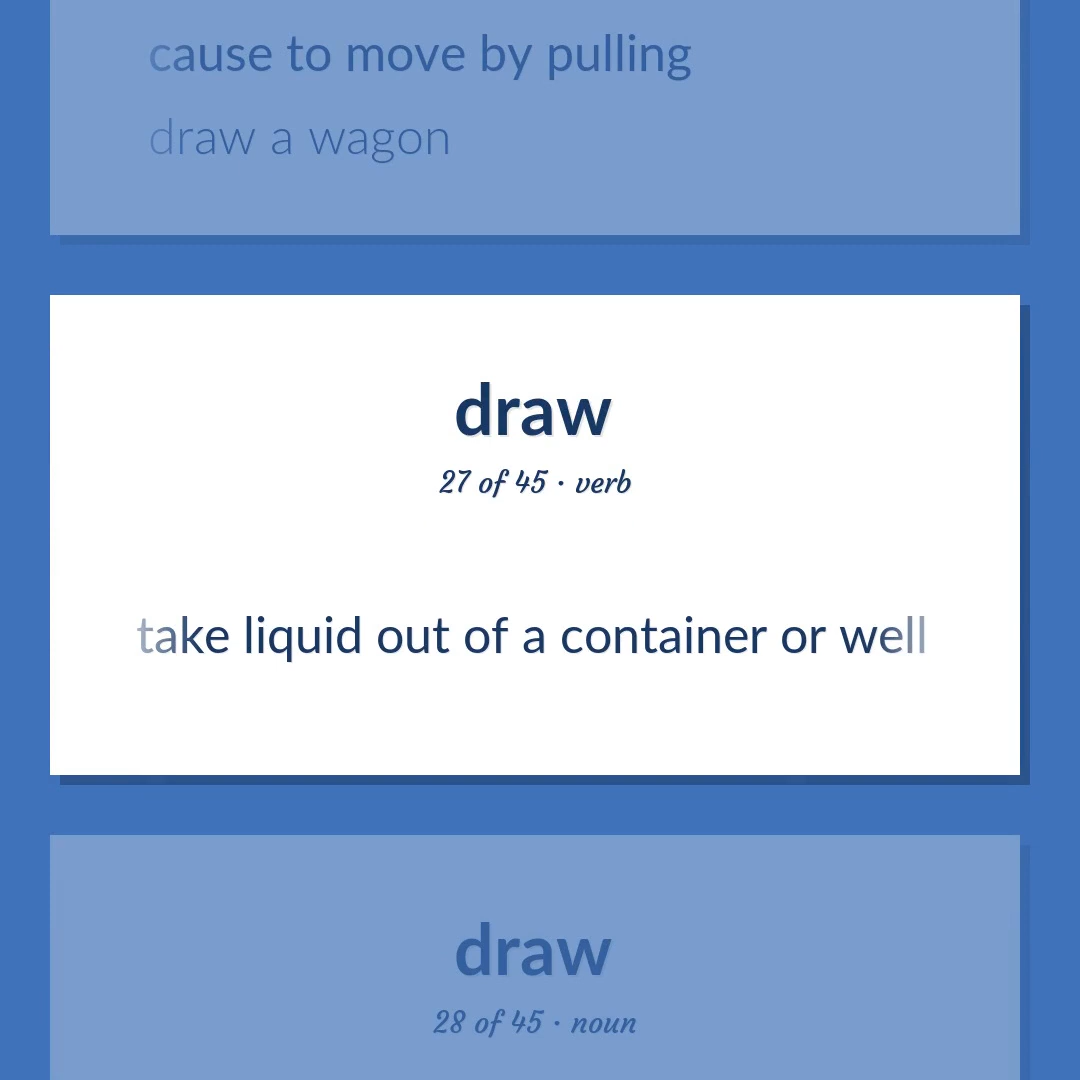 cause to move by pulling
draw a wagon
draw
27 of 45 · verb
take liquid out of a container or well
draw
28 of 45 · noun